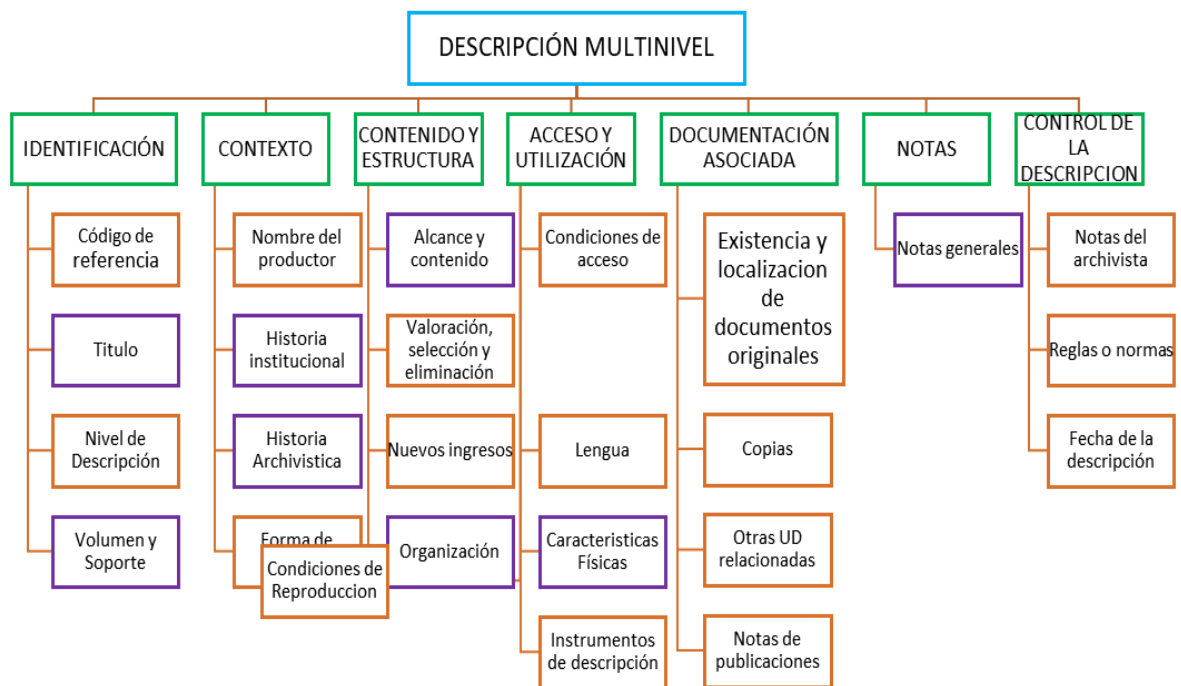 DESCRIPCIÓN MULTINIVEL
IDENTIFICACIÓN
Código de
referencia
Titulo
Nivel de
Descripción
Volumen y
Soporte
CONTEXTO
Nombre del
productor
Historia
institucional
Historia
Archivistica
Forma de
Condiciones de
Reproduccion
CONTENIDO Y
ESTRUCTURA
Alcance y
contenido
Valoración,
selección y
eliminación
Nuevos ingresos
Organización
ACCESO Y
UTILIZACIÓN
Condiciones de
acceso
Lengua
Caracteristicas
Físicas
Instrumentos
de descripción
DOCUMENTACIÓN
ASOCIADA
Existencia y
localizacion
de
documentos
originales
Copias
Otras UD
relacionadas
Notas de
publicaciones
NOTAS
Notas generales
CONTROL DE
LA
DESCRIPCION
Notas del
archivista
Reglas o normas
Fecha de la
descripción